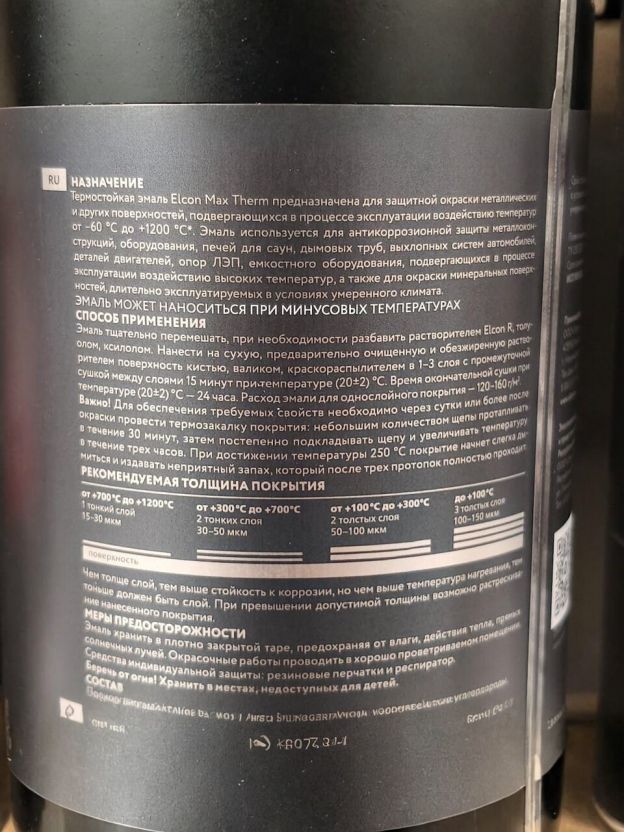 RU
НАЗНАЧЕНИЕ
Термостойкая эмаль Elcon Max Therm предназначена для защитной окраски металлических
и других поверхностей, подвергающихся в процессе эксплуатации воздействию температур
от -60 °С до +1200 °С*. Эмаль используется для антикоррозионной защиты металлокон-
струкций, оборудования, печей для саун, дымовых труб, выхлопных систем автомобилей,
деталей двигателей, опор ЛЭП, емкостного оборудования, подвергающихся в процессе
эксплуатации воздействию высоких температур, а также для окраски минеральных поверх-
ностей, длительно эксплуатируемых в условиях умеренного климата.
ЭМАЛЬ МОЖЕТ НАНОСИТЬСЯ ПРИ МИНУСОВЫХ ТЕМПЕРАТУРАХ
СПОСОБ ПРИМЕНЕНИЯ
Эмаль тщательно перемешать, при необходимости разбавить растворителем Elcon R, толу-
олом, ксилолом. Нанести на сухую, предварительно очищенную и обезжиренную раство-
рителем поверхность кистью, валиком, краскораспылителем в 1–3 слоя с промежуточной
сушкой между слоями 15 минут при температуре (20±2) °С. Время окончательной сушки при
температуре (20±2) °С — 24 часа. Расход эмали для однослойного покрытия — 120-160 г/м².
Важно! Для обеспечения требуемых свойств необходимо через сутки или более после
окраски провести термозакалку покрытия: небольшим количеством щепы протапливать
в течение 30 минут, затем постепенно подкладывать щепу и увеличивать температуру
в течение трех часов. При достижении температуры 250 °С покрытие начнет слегка ды-
миться и издавать неприятный запах, который после трех протопок полностью проходит.
РЕКОМЕНДУЕМАЯ ТОЛЩИНА ПОКРЫТИЯ
от +700°С до +1200°С от +300°С до +700°С от +100°С до +300°С до +100°С
1 тонкий слой 2 тонких слоя 2 толстых слоя 3 толстых слоя
15-30 мкм 30–50 мкм 50–100 мкм 100–150 мкм
поверхность
Чем толще слой, тем выше стойкость к коррозии, но чем выше температура нагревания, тем
тоньше должен быть слой. При превышении допустимой толщины возможно растрескива-
ние нанесенного покрытия.
МЕРЫ ПРЕДОСТОРОЖНОСТИ
Эмаль хранить в плотно закрытой таре, предохраняя от влаги, действия тепла, прямых
солнечных лучей. Окрасочные работы проводить в хорошо проветриваемом помещении.
Средства индивидуальной защиты: резиновые перчатки и респиратор.
Беречь от огня! Хранить в местах, недоступных для детей.
СОСТАВ